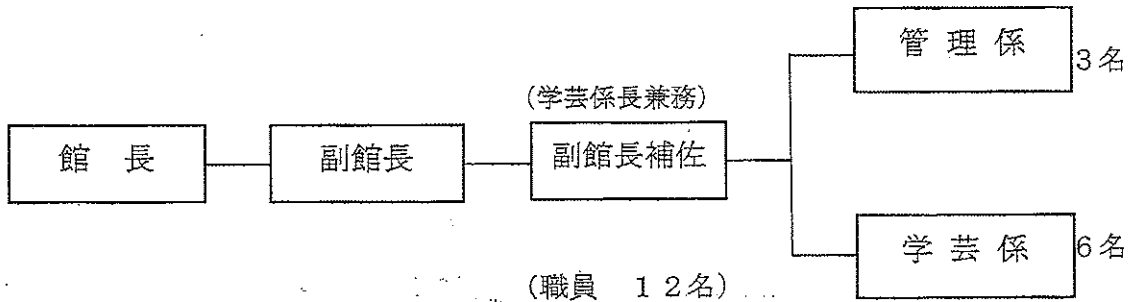 管 理 係
3名
(学芸係長兼務)
館　長
副館長
副館長補佐
学 芸 係
6名
(職員　１２名)